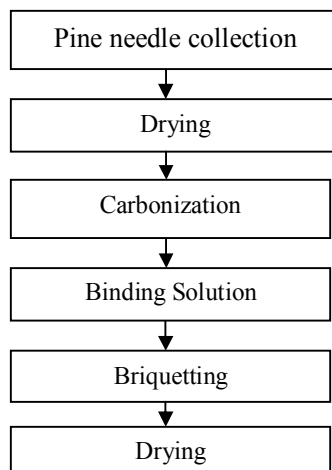 Pine needle collection
Drying
Carbonization
Binding Solution
Briquetting
Drying